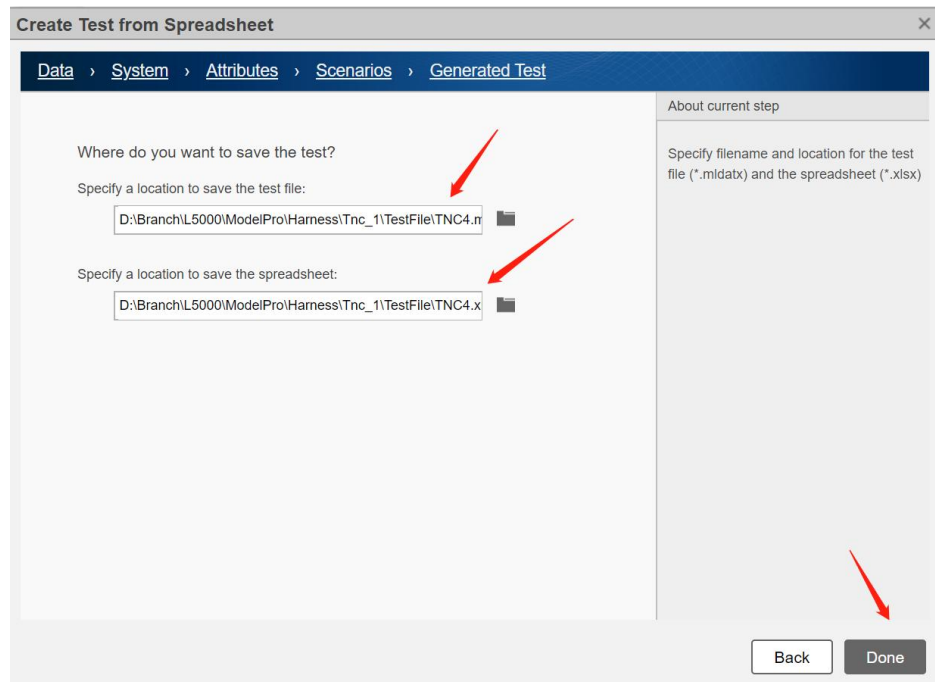 Create Test from Spreadsheet ×
Data › System › Attributes › Scenarios › Generated Test
About current step
Where do you want to save the test?
Specify filename and location for the test
file (*.mldatx) and the spreadsheet (*.xlsx)
Specify a location to save the test file:
D:\Branch\L5000\ModelPro\Harness\Tnc_1\TestFile\TNC4.m
Specify a location to save the spreadsheet:
D:\Branch\L5000\ModelPro\Harness\Tnc_1\TestFile\TNC4.x
Back Done